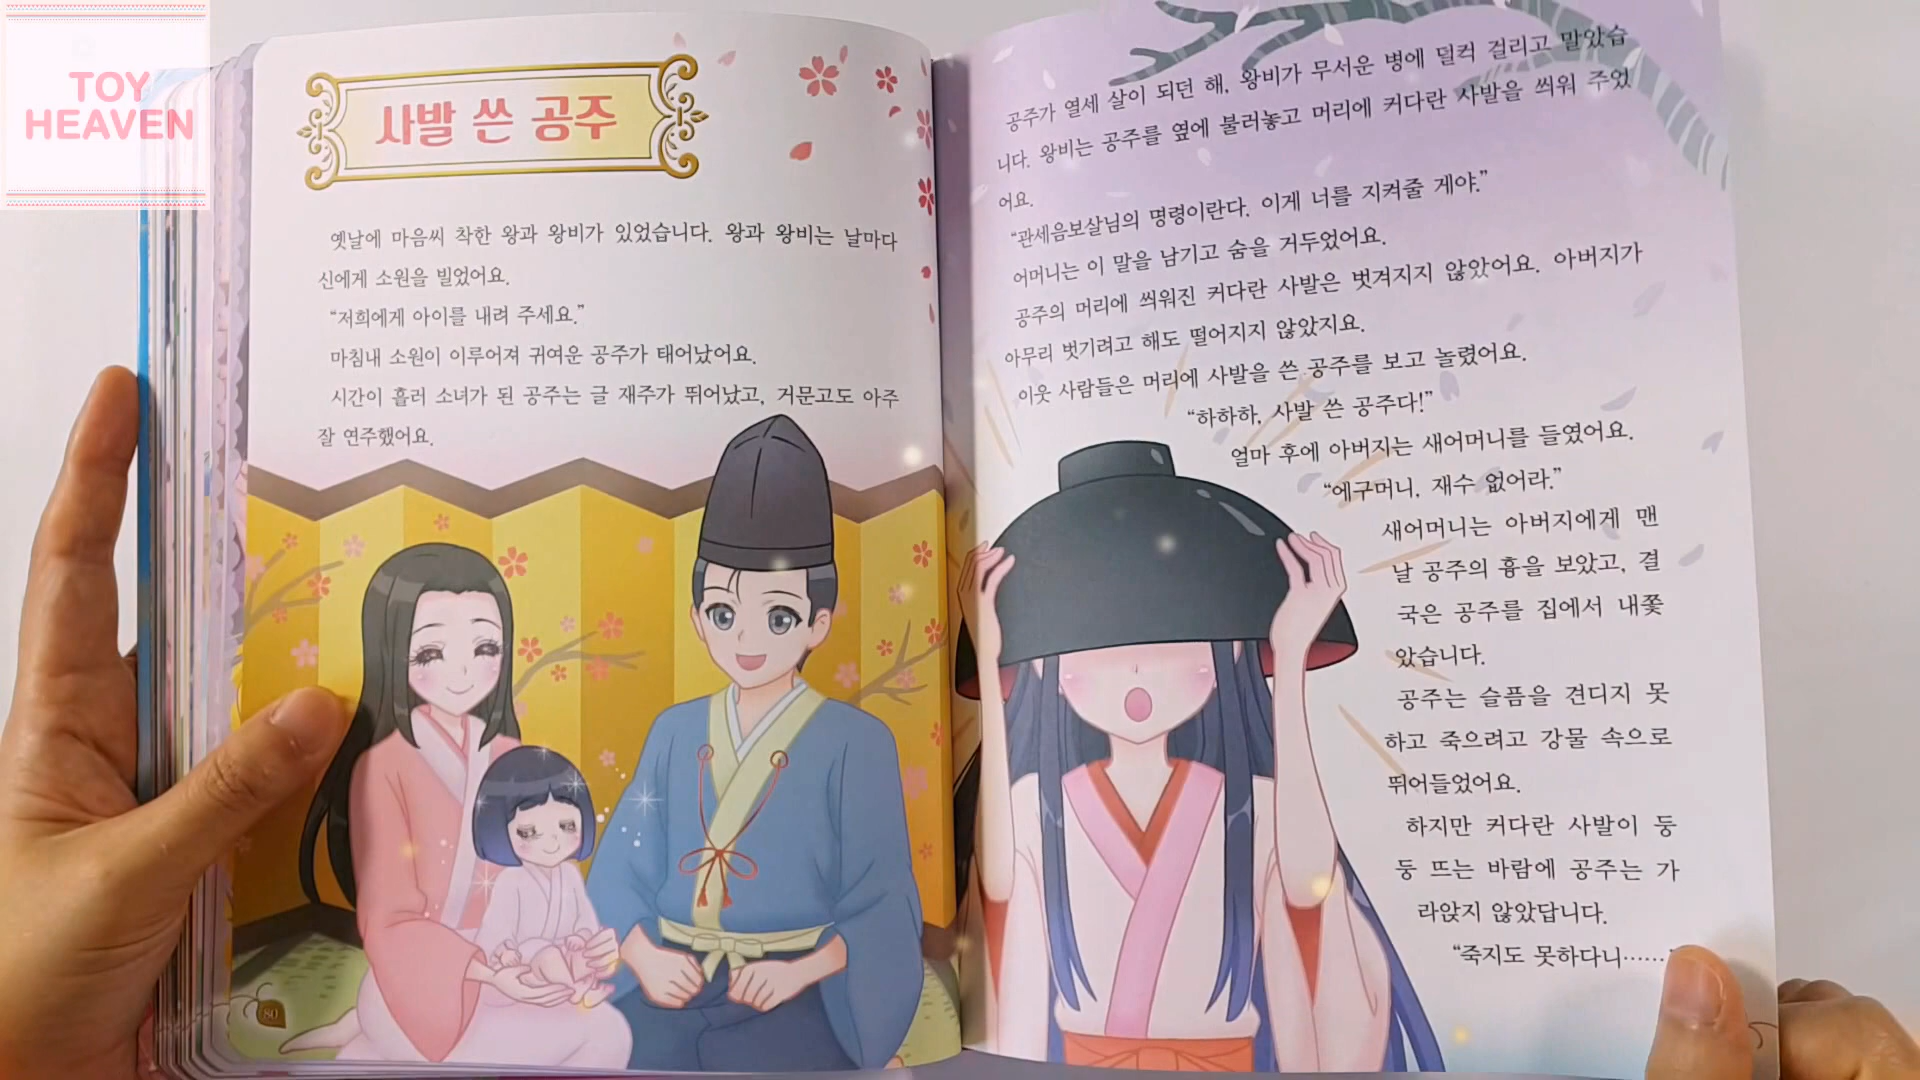 TOY
HEAVEN
사발 쓴 공주
옛날에 마음씨 착한 왕과 왕비가 있었습니다. 왕과 왕비는 날마다
신에게 소원을 빌었어요.
“저희에게 아이를 내려 주세요.”
마침내 소원이 이루어져 귀여운 공주가 태어났어요.
시간이 흘러 소녀가 된 공주는 글 재주가 뛰어났고, 거문고도 아주
잘 연주했어요.
80
공주가 열세 살이 되던 해, 왕비가 무서운 병에 덜컥 걸리고 말았습
니다. 왕비는 공주를 옆에 불러놓고 머리에 커다란 사발을 씌워 주었
어요.
“관세음보살님의 명령이란다. 이게 너를 지켜줄 게야.”
어머니는 이 말을 남기고 숨을 거두었어요.
공주의 머리에 씌워진 커다란 사발은 벗겨지지 않았어요. 아버지가
아무리 벗기려고 해도 떨어지지 않았지요.
이웃 사람들은 머리에 사발을 쓴 공주를 보고 놀렸어요.
“하하하, 사발 쓴 공주다!”
얼마 후에 아버지는 새어머니를 들였어요.
“에구머니, 재수 없어라.”
새어머니는 아버지에게 맨
날 공주의 흉을 보았고, 결
국은 공주를 집에서 내쫓
았습니다.
공주는 슬픔을 견디지 못
하고 죽으려고 강물 속으로
뛰어들었어요.
하지만 커다란 사발이 둥
둥 뜨는 바람에 공주는 가
라앉지 않았답니다.
“죽지도 못하다니……”